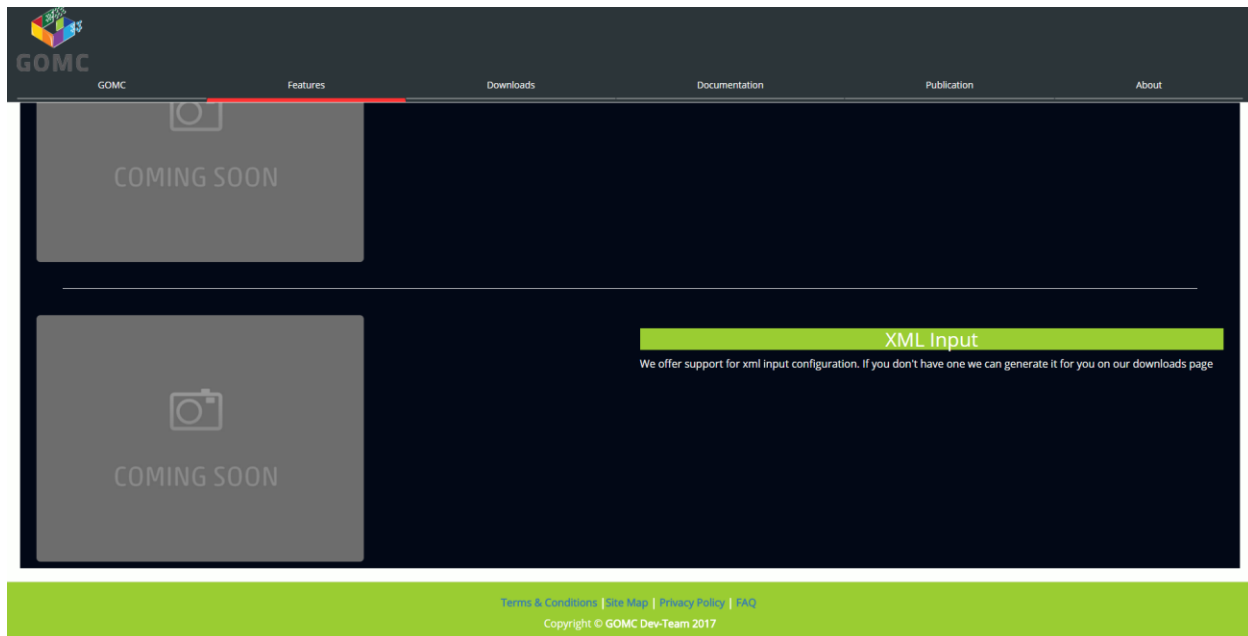 GOMC
GOMC Features Downloads Documentation Publication About
COMING SOON
XML Input
We offer support for xml input configuration. If you don't have one we can generate it for you on our downloads page
COMING SOON
Terms & Conditions | Site Map | Privacy Policy | FAQ
Copyright © GOMC Dev-Team 2017